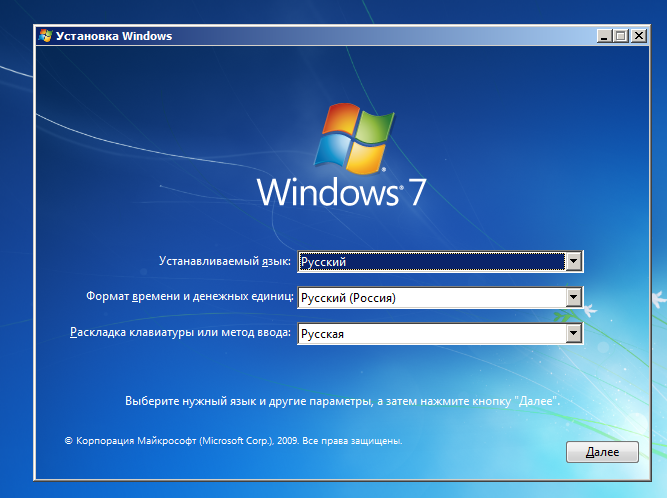 Установка Windows
Windows® 7
Устанавливаемый язык: Русский
Формат времени и денежных единиц: Русский (Россия)
Раскладка клавиатуры или метод ввода: Русская
Выберите нужный язык и другие параметры, а затем нажмите кнопку "Далее".
© Корпорация Майкрософт (Microsoft Corp.), 2009. Все права защищены.
Далее